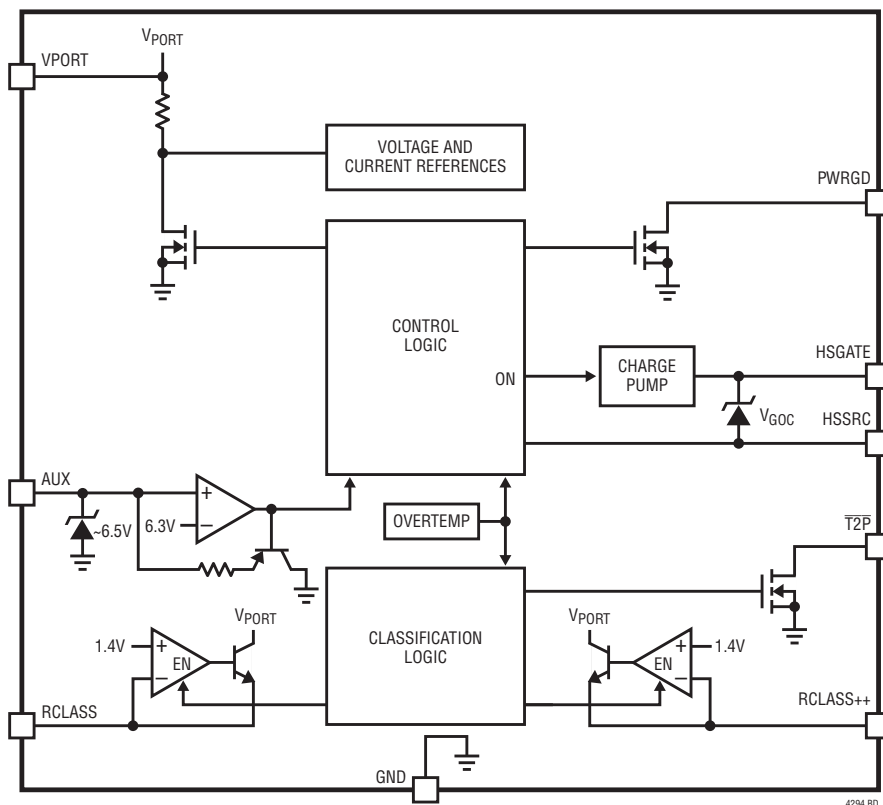 VPORT
VPORT
VOLTAGE AND
CURRENT REFERENCES
PWRGD
CONTROL
LOGIC
ON
CHARGE
PUMP
HSGATE
VGOC
HSSRC
AUX
~6.5V
6.3V
+
−
OVERTEMP
T2P
VPORT
1.4V
+
−
EN
CLASSIFICATION
LOGIC
VPORT
+
−
EN
1.4V
RCLASS
RCLASS++
GND
4294 BD